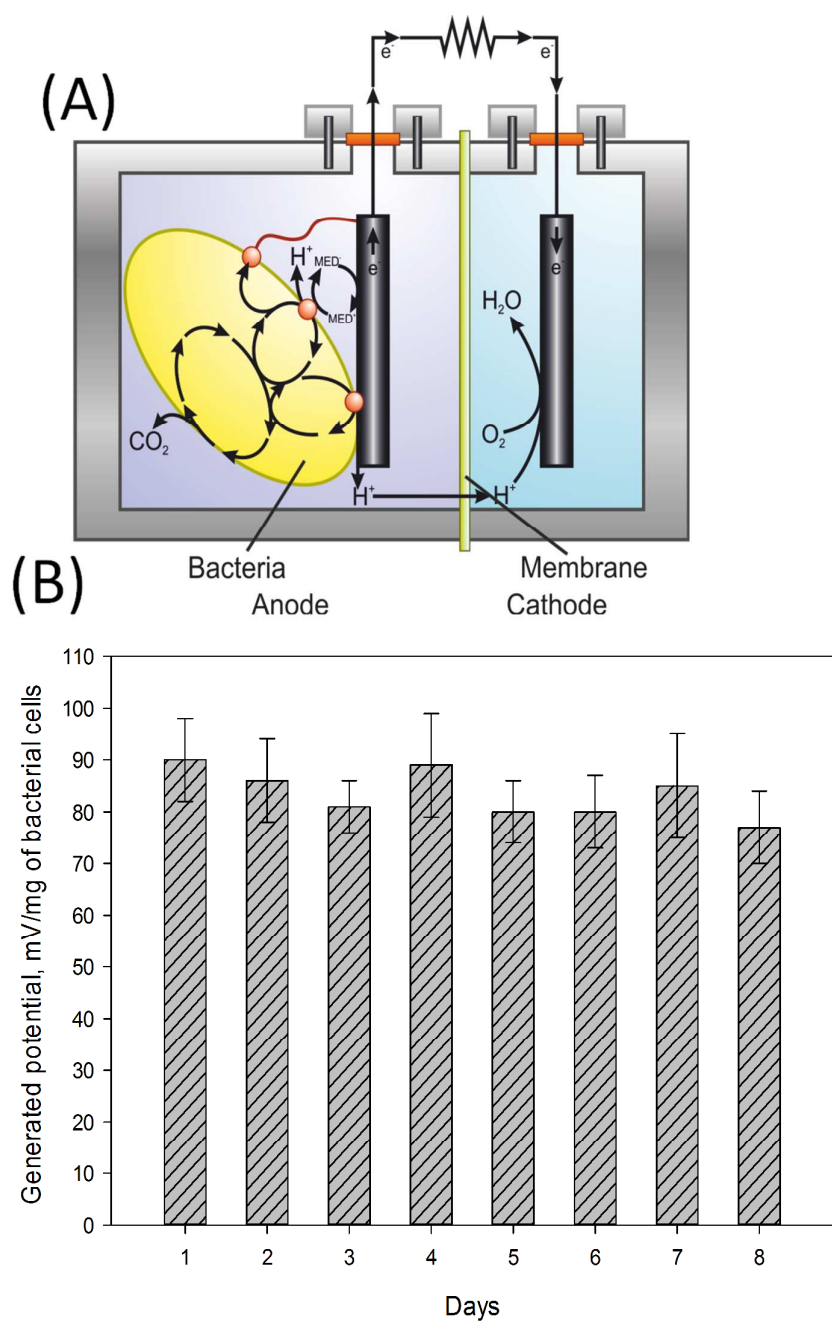 (A)
e⁻
e⁻
H⁺
MED⁻
MED⁺
e⁻
e⁻
H₂O
O₂
CO₂
H⁺
H⁺
Bacteria
Membrane
Anode
Cathode
(B)
Generated potential, mV/mg of bacterial cells
110
100
90
80
70
60
50
40
30
20
10
0
1 2 3 4 5 6 7 8
Days